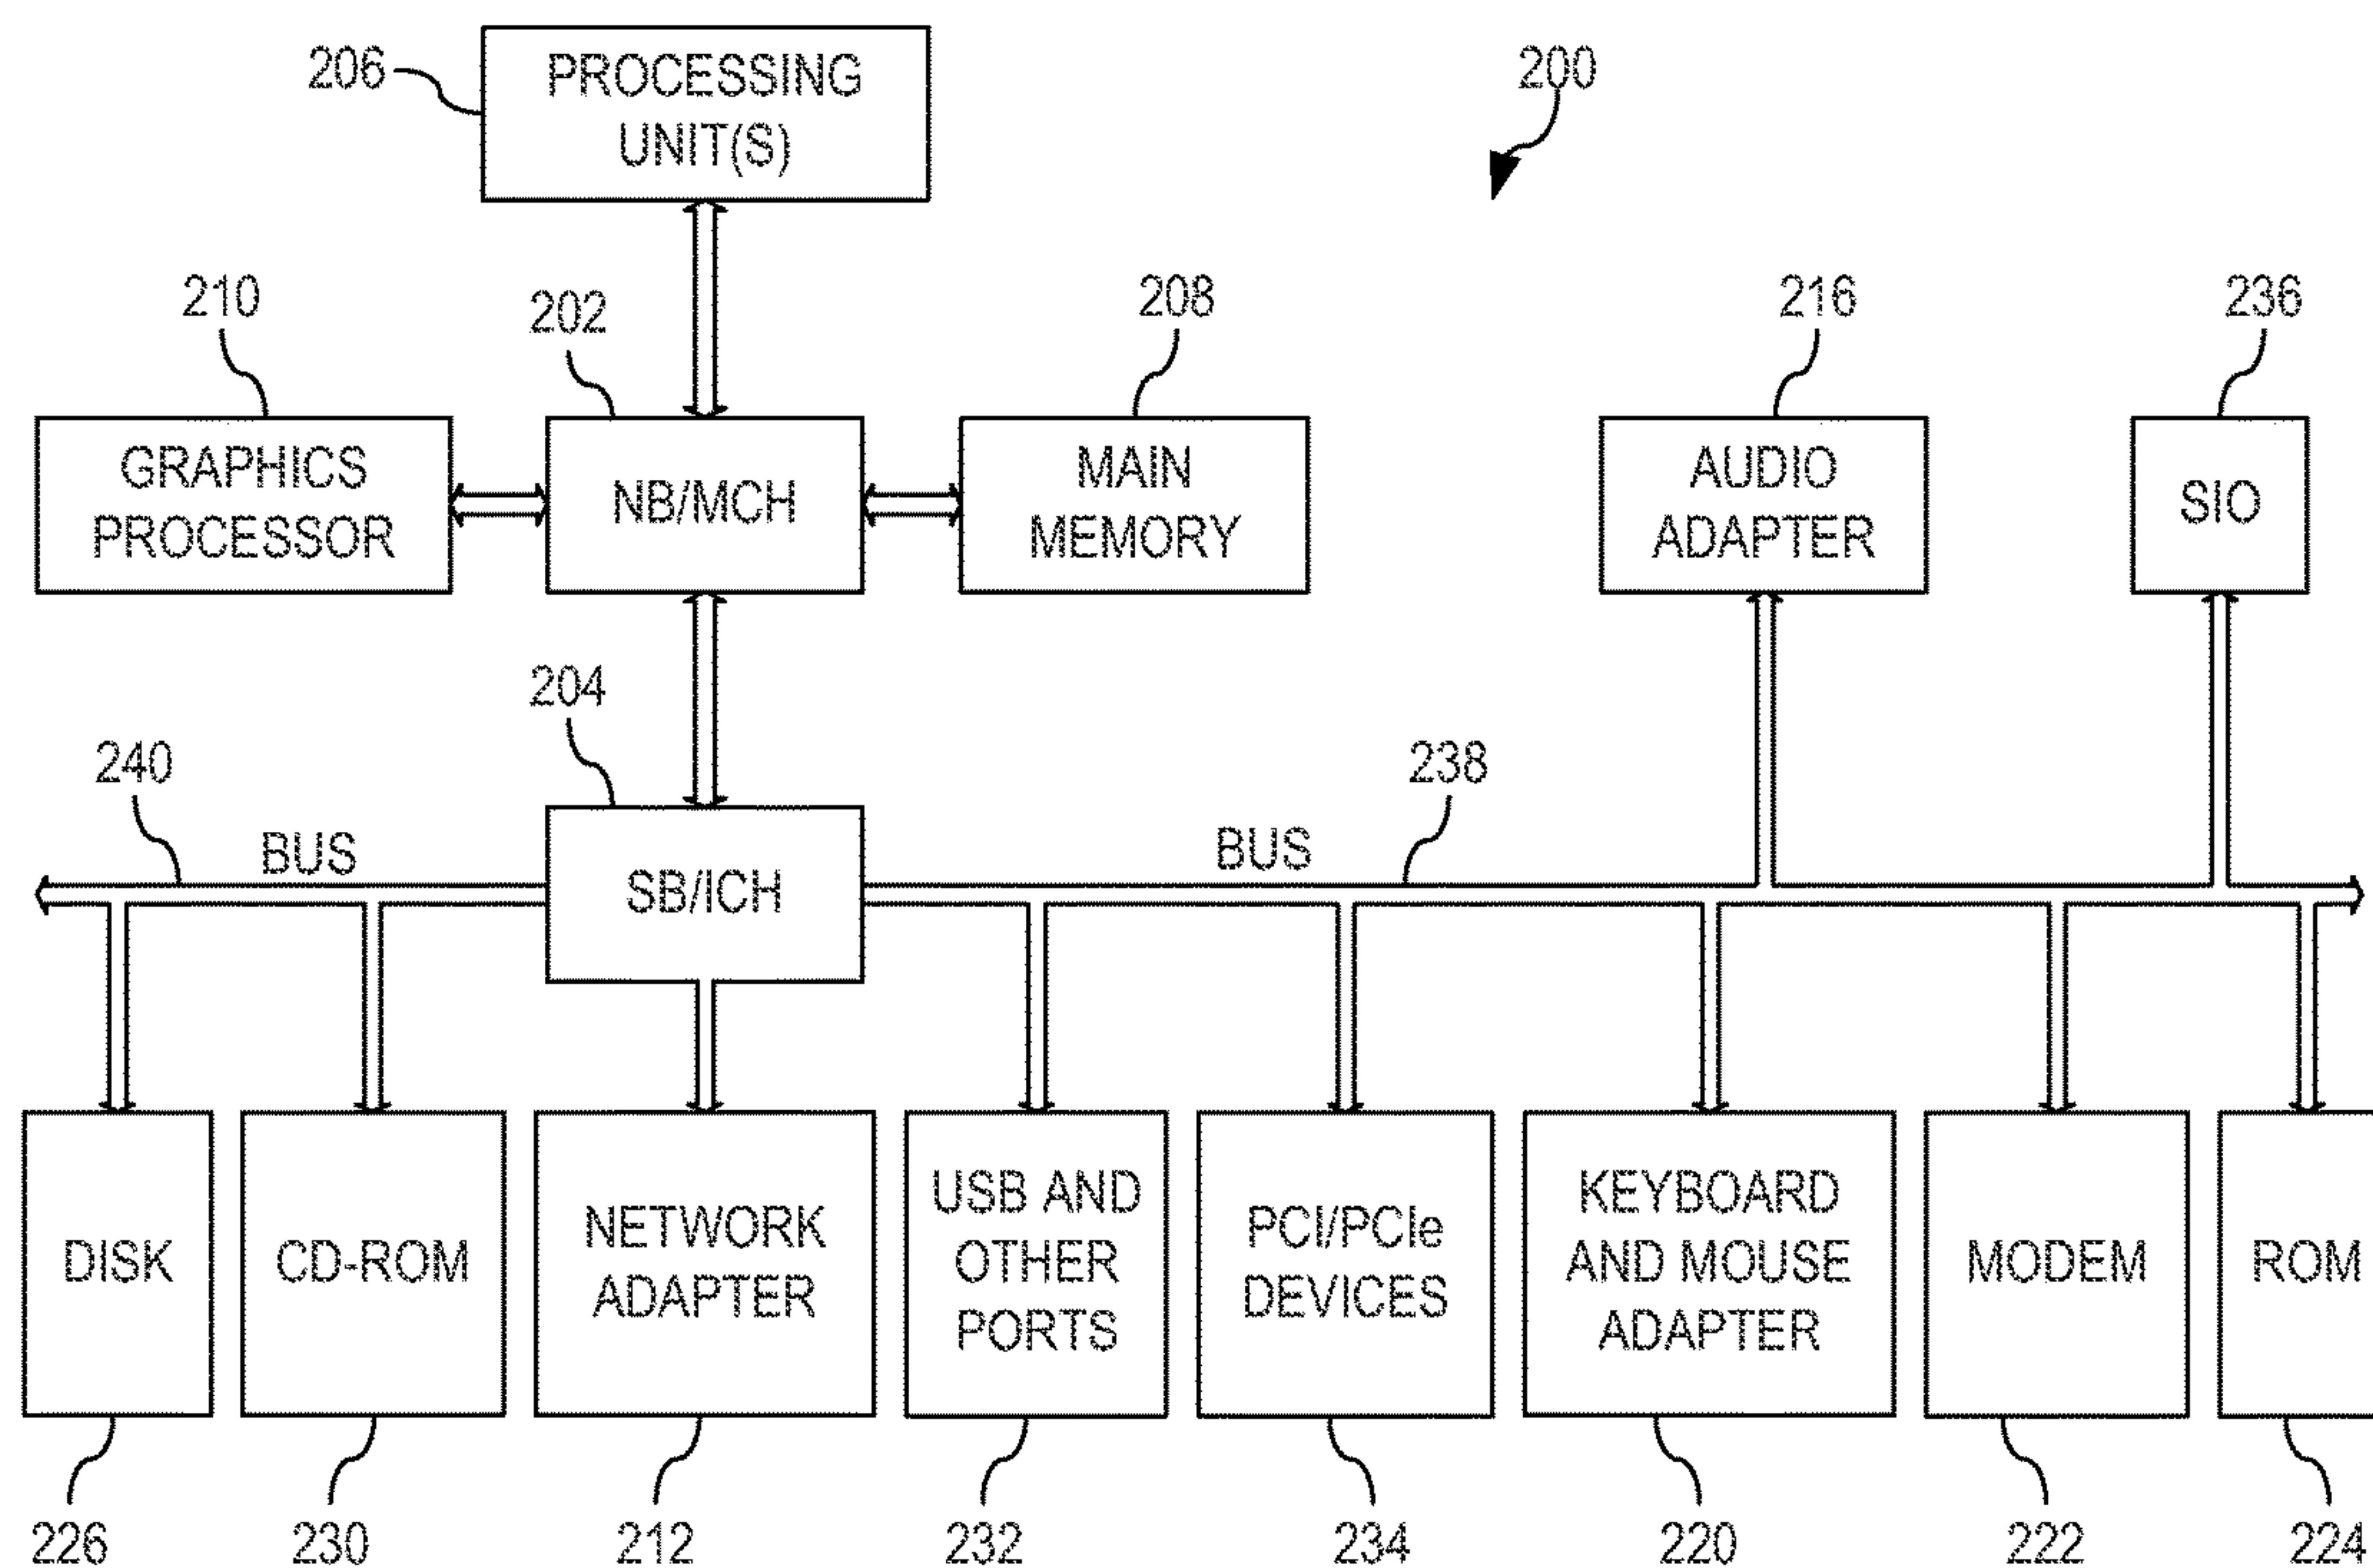 206
PROCESSING
UNIT(S)
200
210
202
208
216
236
GRAPHICS
PROCESSOR
NB/MCH
MAIN
MEMORY
AUDIO
ADAPTER
SIO
204
240
238
BUS
BUS
SB/ICH
DISK
CD-ROM
NETWORK
ADAPTER
USB AND
OTHER
PORTS
PCI/PCIe
DEVICES
KEYBOARD
AND MOUSE
ADAPTER
MODEM
ROM
226
230
212
232
234
220
222
224